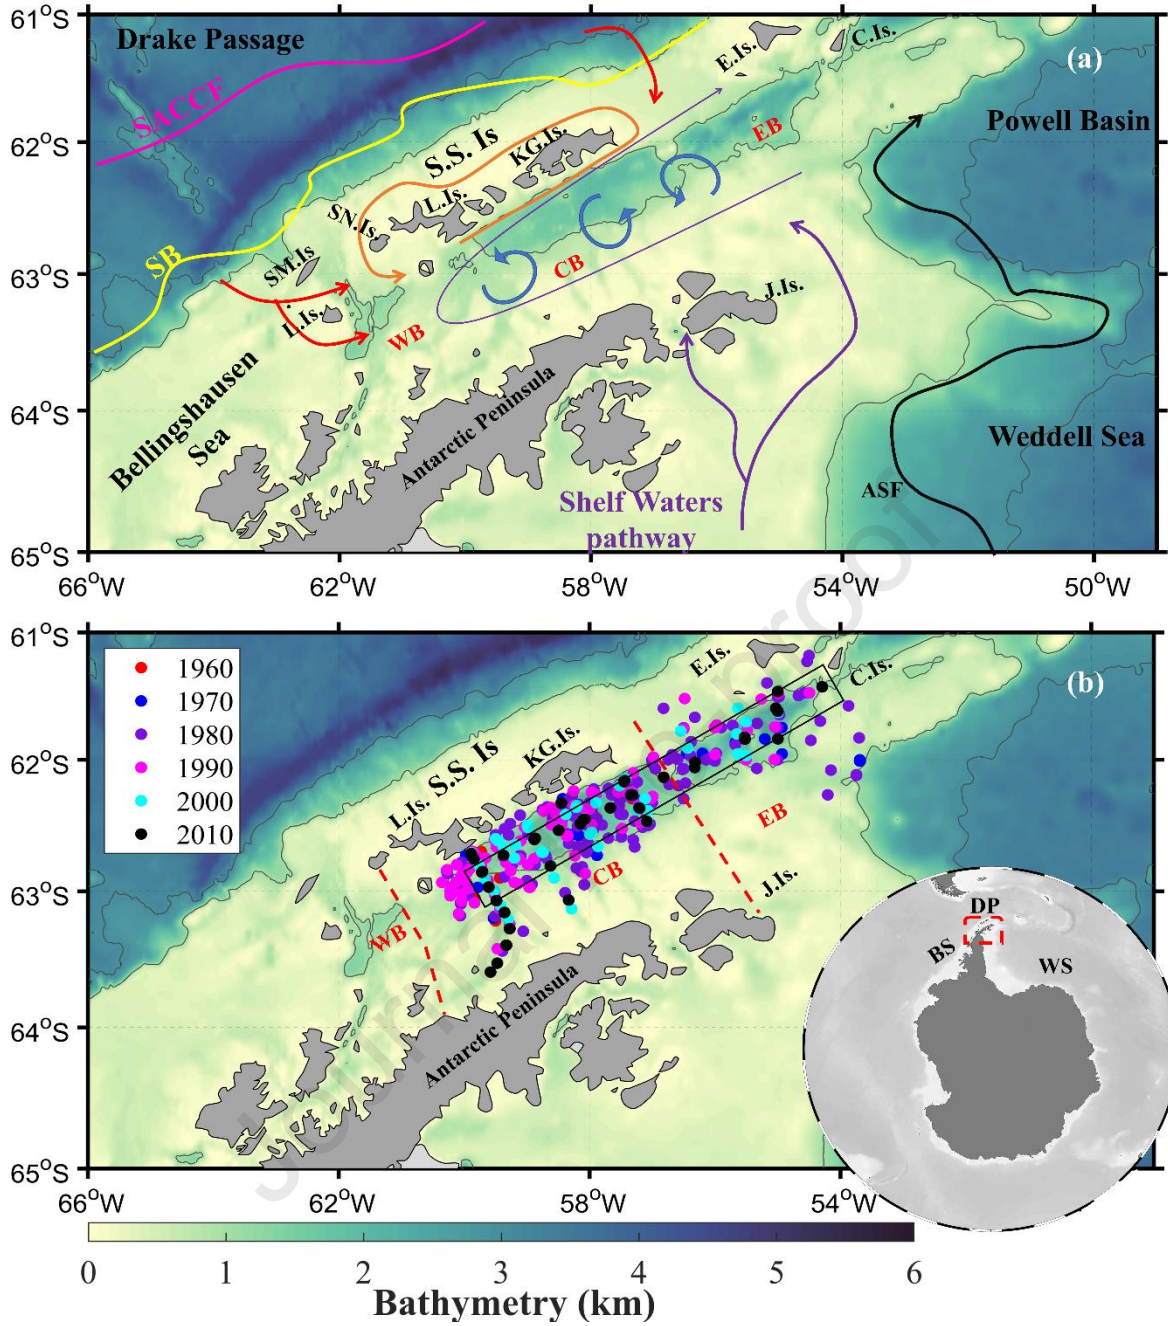 61°S
62°S
63°S
64°S
65°S
Drake Passage
SACCF
SB
S.S. Is
KG.Is.
L.Is.
SN.Is.
SM.Is
L.Is.
E.Is.
C.Is.
(a)
EB
CB
WB
J.Is.
Powell Basin
Weddell Sea
ASF
Bellingshausen
Sea
Antarctic Peninsula
Shelf Waters
pathway
66°W
62°W
58°W
54°W
50°W
61°S
62°S
63°S
64°S
65°S
1960
1970
1980
1990
2000
2010
E.Is.
C.Is.
(b)
S.S. Is
KG.Is.
L.Is.
EB
CB
WB
J.Is.
Antarctic Peninsula
DP
BS
WS
66°W
62°W
58°W
54°W
0
1
2
3
4
5
6
Bathymetry (km)
Journal Pre-proof